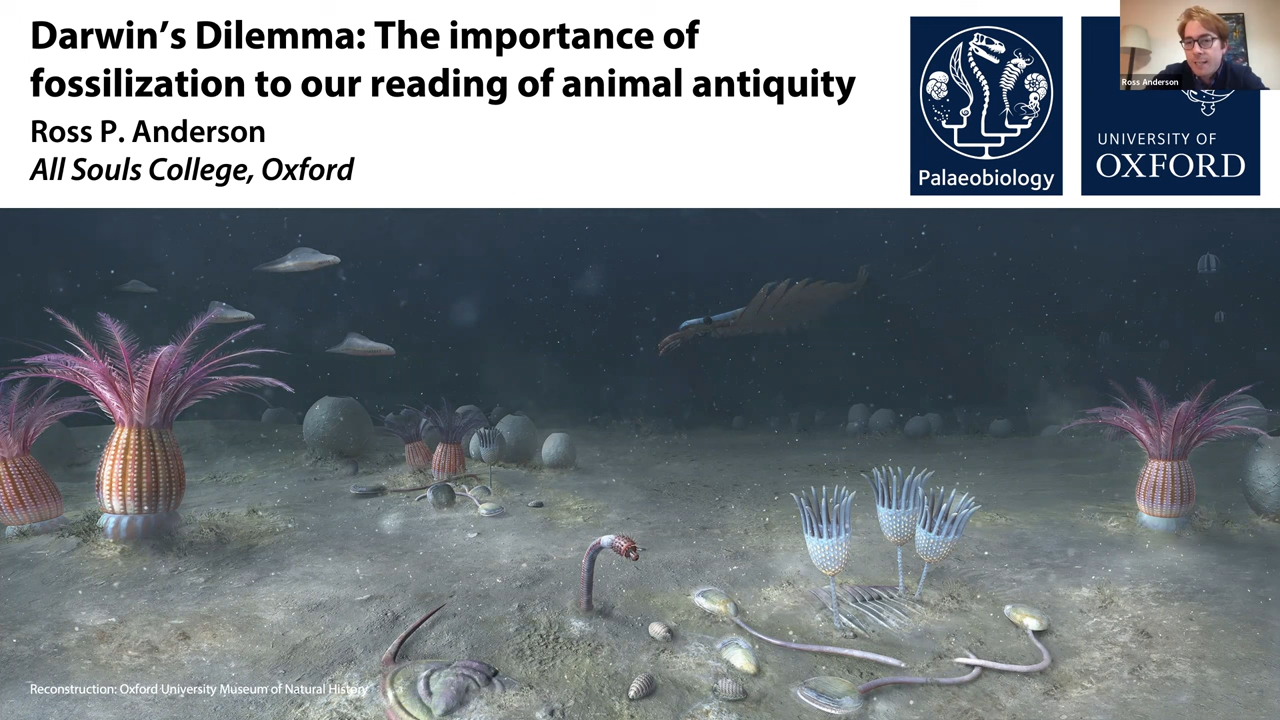 Darwin’s Dilemma: The importance of
fossilization to our reading of animal antiquity
Ross P. Anderson
All Souls College, Oxford
Palaeobiology
UNIVERSITY OF
OXFORD
Ross Anderson
Reconstruction: Oxford University Museum of Natural History